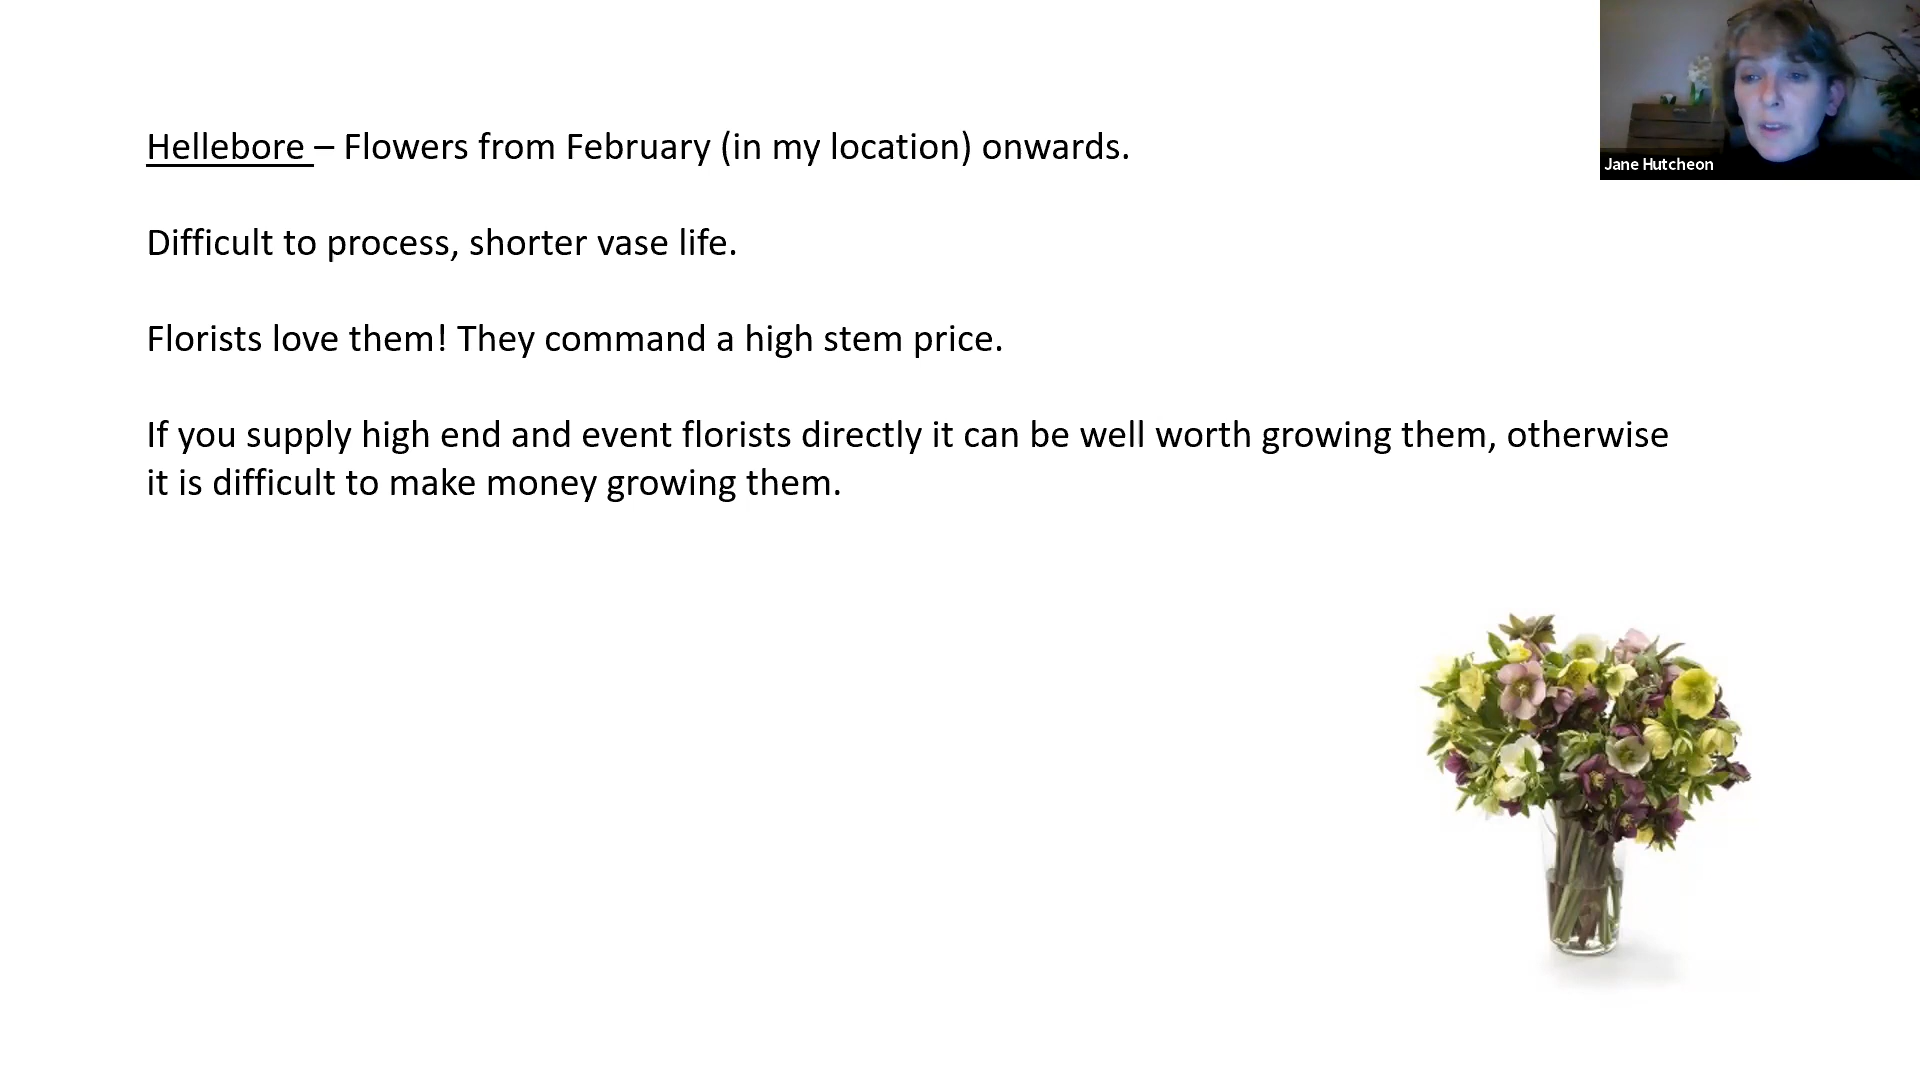 Hellebore – Flowers from February (in my location) onwards.
Difficult to process, shorter vase life.
Florists love them! They command a high stem price.
If you supply high end and event florists directly it can be well worth growing them, otherwise
it is difficult to make money growing them.
Jane Hutcheon